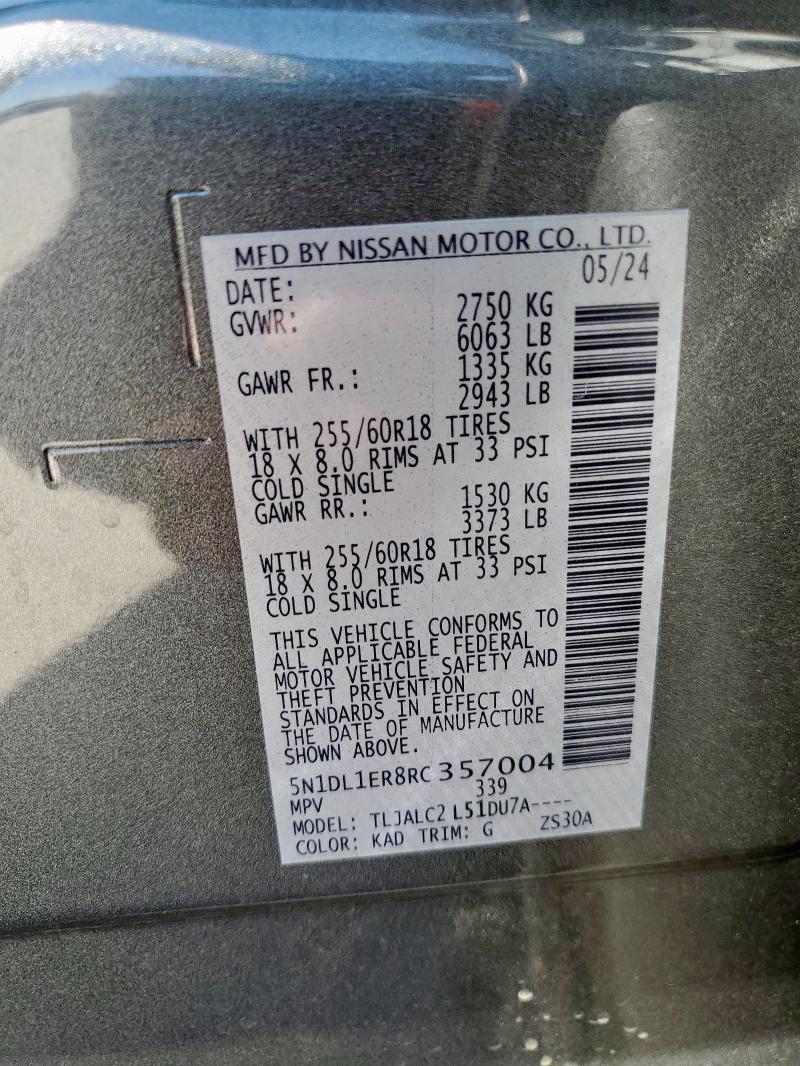 MFD BY NISSAN MOTOR CO., LTD.
DATE: 05/24
GVWR: 2750 KG
6063 LB
GAWR FR.: 1335 KG
2943 LB
WITH 255/60R18 TIRES
18 X 8.0 RIMS AT 33 PSI
COLD SINGLE
GAWR RR.: 1530 KG
3373 LB
WITH 255/60R18 TIRES
18 X 8.0 RIMS AT 33 PSI
COLD SINGLE
THIS VEHICLE CONFORMS TO
ALL APPLICABLE FEDERAL
MOTOR VEHICLE SAFETY AND
THEFT PREVENTION
STANDARDS IN EFFECT ON
THE DATE OF MANUFACTURE
SHOWN ABOVE.
5N1DL1ER8RC357004
MPV 339
MODEL: TLJALC2 L51DU7A----
COLOR: KAD TRIM: G ZS30A